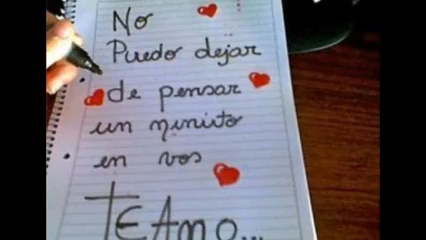 No
Puedo dejar
de pensar
un minuto
en vos
TE AMO...